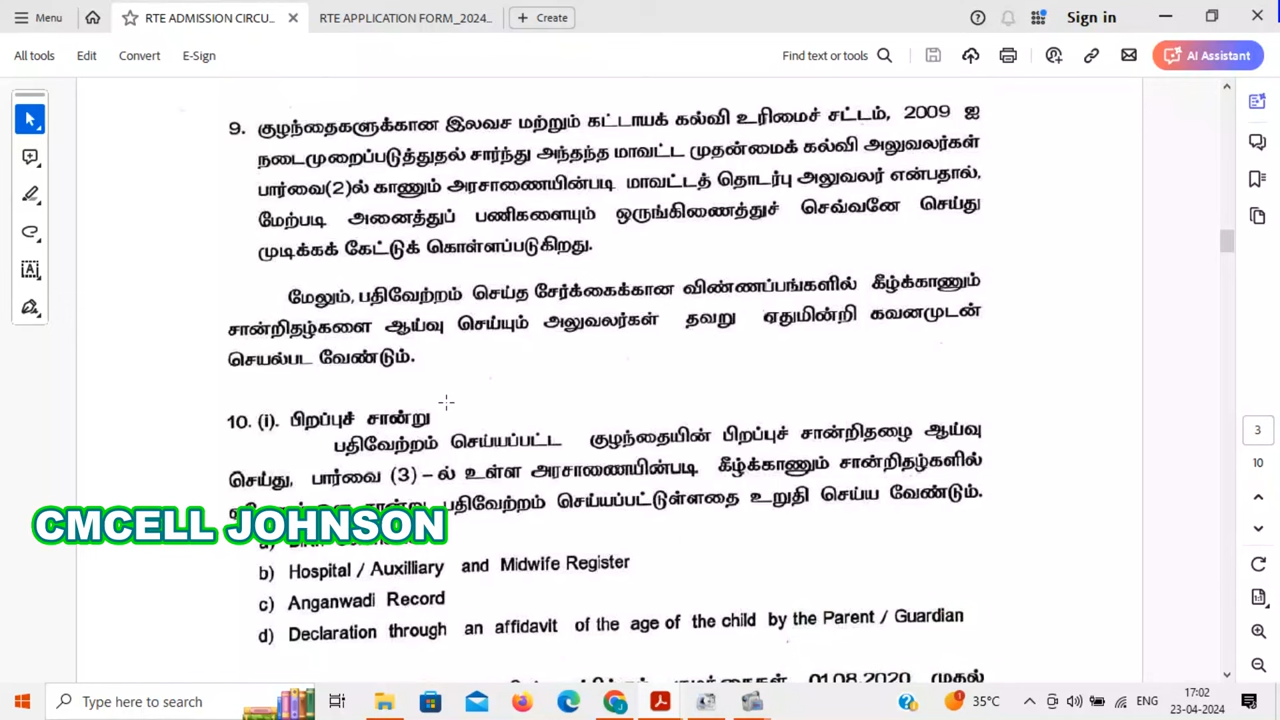 Menu
RTE ADMISSION CIRCU...
RTE APPLICATION FORM_2024...
+ Create
Sign in
All tools
Edit
Convert
E-Sign
Find text or tools
AI Assistant
9. குழந்தைகளுக்கான இலவச மற்றும் கட்டாயக் கல்வி உரிமைச் சட்டம், 2009 ஐ
நடைமுறைப்படுத்துதல் சார்ந்து அந்தந்த மாவட்ட முதன்மைக் கல்வி அலுவலர்கள்
பார்வை(2)ல் காணும் அரசாணையின்படி மாவட்டத் தொடர்பு அலுவலர் என்பதால்,
மேற்படி அனைத்துப் பணிகளையும் ஒருங்கிணைத்துச் செவ்வனே செய்து
முடிக்கக் கேட்டுக் கொள்ளப்படுகிறது.
மேலும், பதிவேற்றம் செய்த சேர்க்கைக்கான விண்ணப்பங்களில் கீழ்க்காணும்
சான்றிதழ்களை ஆய்வு செய்யும் அலுவலர்கள் தவறு ஏதுமின்றி கவனமுடன்
செயல்பட வேண்டும்.
10. (i). பிறப்புச் சான்று
பதிவேற்றம் செய்யப்பட்ட குழந்தையின் பிறப்புச் சான்றிதழை ஆய்வு
செய்து, பார்வை (3) – ல் உள்ள அரசாணையின்படி கீழ்க்காணும் சான்றிதழ்களில்
பதிவேற்றம் செய்யப்பட்டுள்ளதை உறுதி செய்ய வேண்டும்.
CMCELL JOHNSON
b) Hospital / Auxilliary and Midwife Register
c) Anganwadi Record
d) Declaration through an affidavit of the age of the child by the Parent / Guardian
01.08.2020 முதல்
3
10
Type here to search
35°C
ENG
17:02
23-04-2024